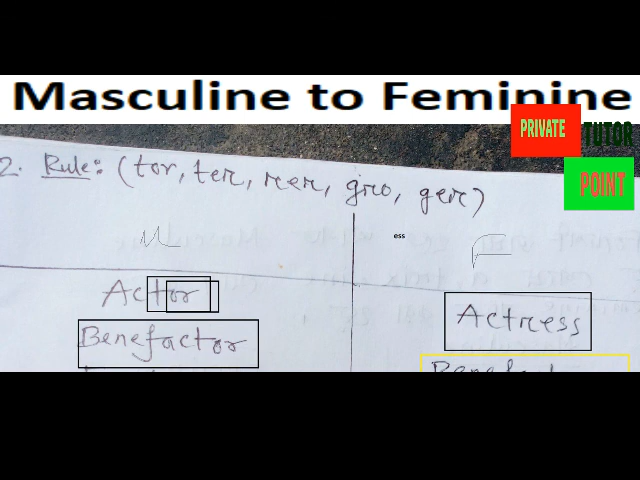 Masculine to Feminine
PRIVATE TUTOR
POINT
2. Rule: (tor, ter, rer, gro, ger)
M ess F
Actor Actress
Benefactor